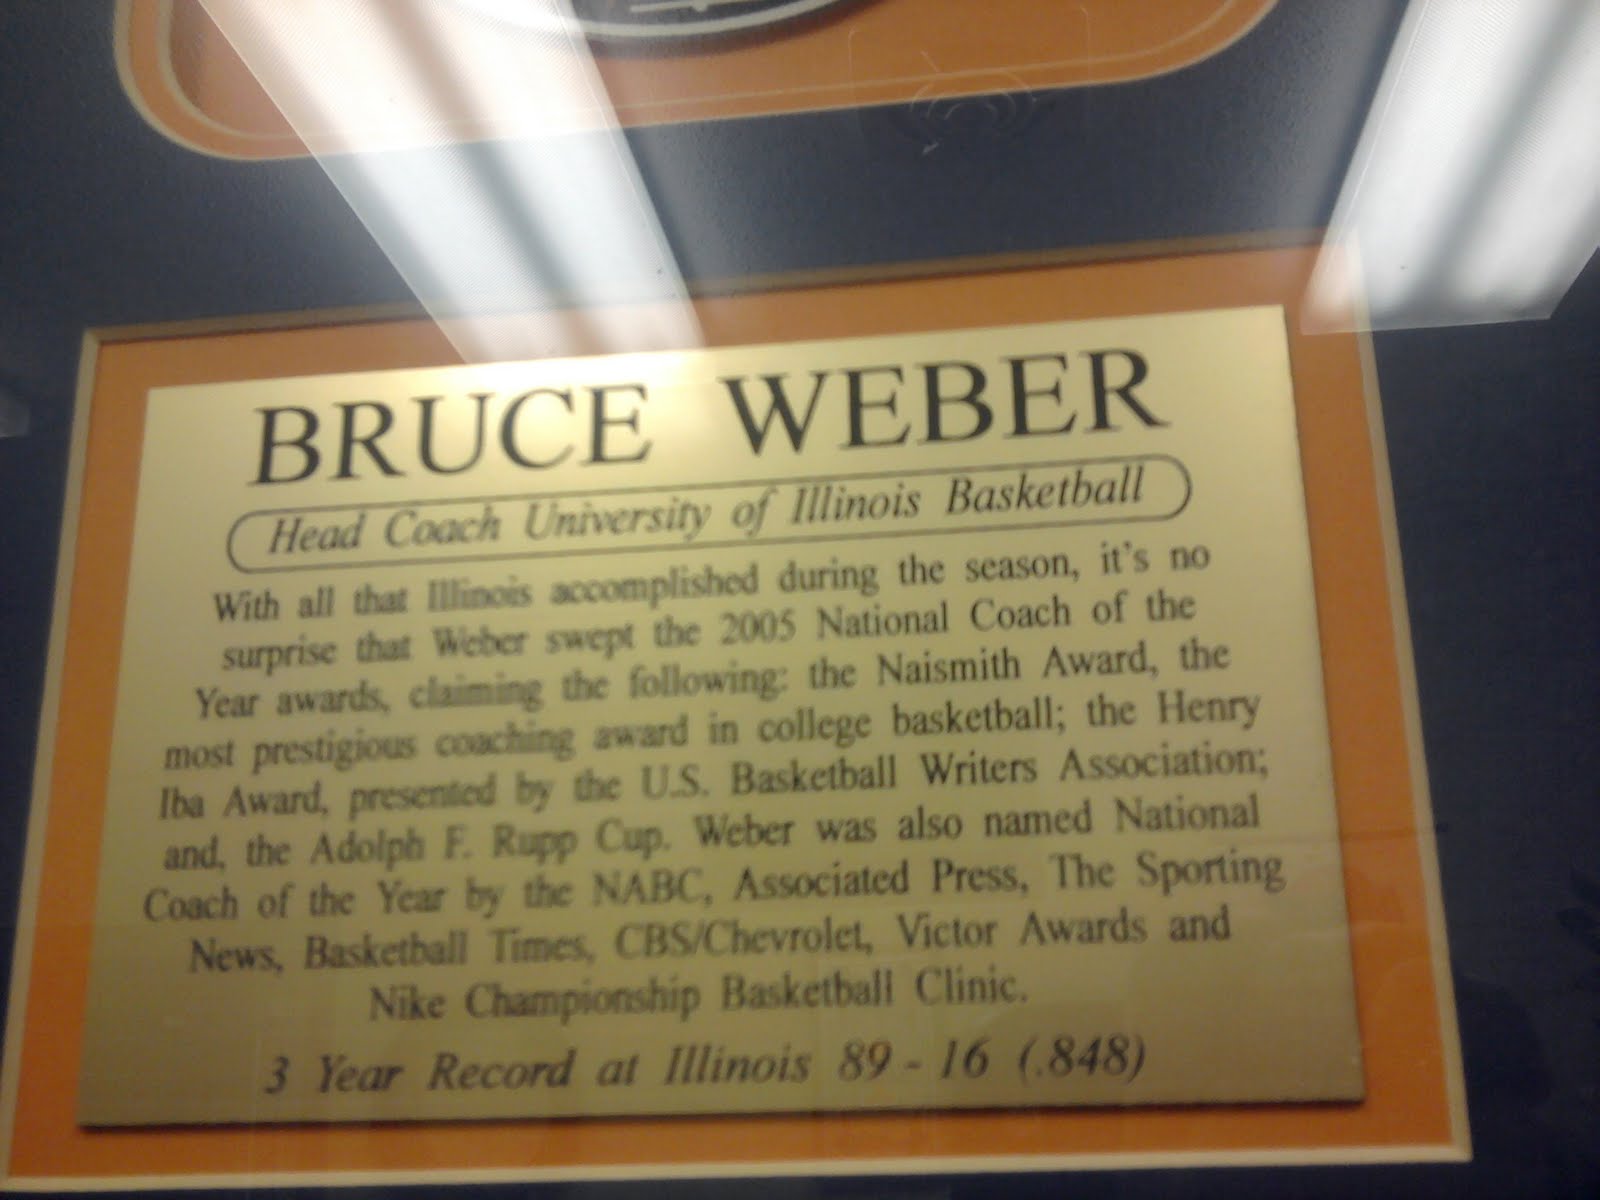 BRUCE WEBER
Head Coach University of Illinois Basketball
With all that Illinois accomplished during the season, it's no
surprise that Weber swept the 2005 National Coach of the
Year awards, claiming the following: the Naismith Award, the
most prestigious coaching award in college basketball; the Henry
Iba Award, presented by the U.S. Basketball Writers Association;
and, the Adolph F. Rupp Cup. Weber was also named National
Coach of the Year by the NABC, Associated Press, The Sporting
News, Basketball Times, CBS/Chevrolet, Victor Awards and
Nike Championship Basketball Clinic.
3 Year Record at Illinois 89 - 16 (.848)